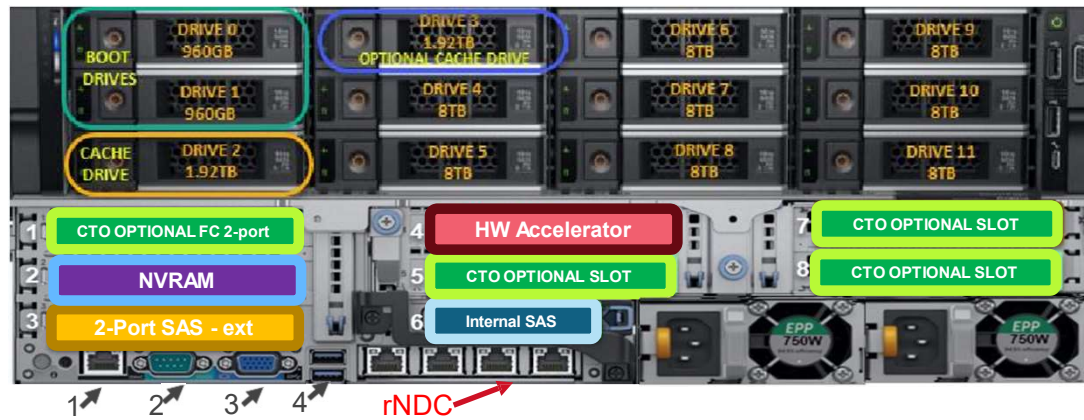 DRIVE 0
960GB
BOOT
DRIVES
DRIVE 1
960GB
CACHE
DRIVE
DRIVE 2
1.92TB
DRIVE 3
1.92TB
OPTIONAL CACHE DRIVE
DRIVE 4
8TB
DRIVE 5
8TB
DRIVE 6
8TB
DRIVE 7
8TB
DRIVE 8
8TB
DRIVE 9
8TB
DRIVE 10
8TB
DRIVE 11
8TB
1 CTO OPTIONAL FC 2-port
2 NVRAM
3 2-Port SAS - ext
4 HW Accelerator
5 CTO OPTIONAL SLOT
6 Internal SAS
7 CTO OPTIONAL SLOT
8 CTO OPTIONAL SLOT
EPP
750W
EPP
750W
1 2 3 4 rNDC